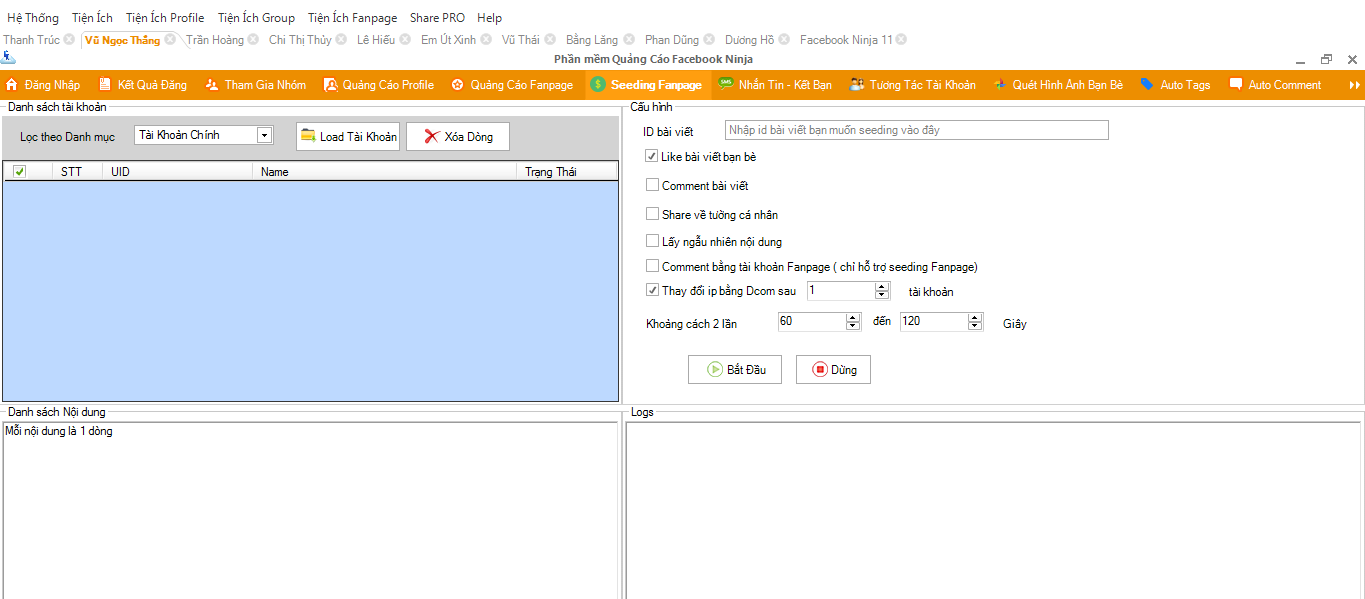 Hệ Thống Tiện Ích Tiện Ích Profile Tiện Ích Group Tiện Ích Fanpage Share PRO Help
Thanh Trúc Vũ Ngọc Thắng Trần Hoàng Chi Thị Thủy Lê Hiếu Em Út Xinh Vũ Thái Bằng Lăng Phan Dũng Dương Hồ Facebook Ninja 11
Phần mềm Quảng Cáo Facebook Ninja
Đăng Nhập Kết Quả Đăng Tham Gia Nhóm Quảng Cáo Profile Quảng Cáo Fanpage Seeding Fanpage Nhắn Tin - Kết Bạn Tương Tác Tài Khoản Quét Hình Ảnh Bạn Bè Auto Tags Auto Comment
Danh sách tài khoản
Lọc theo Danh mục Tài Khoản Chính Load Tài Khoản Xóa Dòng
STT UID Name Trạng Thái
Cấu hình
ID bài viết Nhập id bài viết bạn muốn seeding vào đây
Like bài viết bạn bè
Comment bài viết
Share về tường cá nhân
Lấy ngẫu nhiên nội dung
Comment bằng tài khoản Fanpage ( chỉ hỗ trợ seeding Fanpage)
Thay đổi ip bằng Dcom sau 1 tài khoản
Khoảng cách 2 lần 60 đến 120 Giây
Bắt Đầu Dừng
Danh sách Nội dung
Mỗi nội dung là 1 dòng
Logs